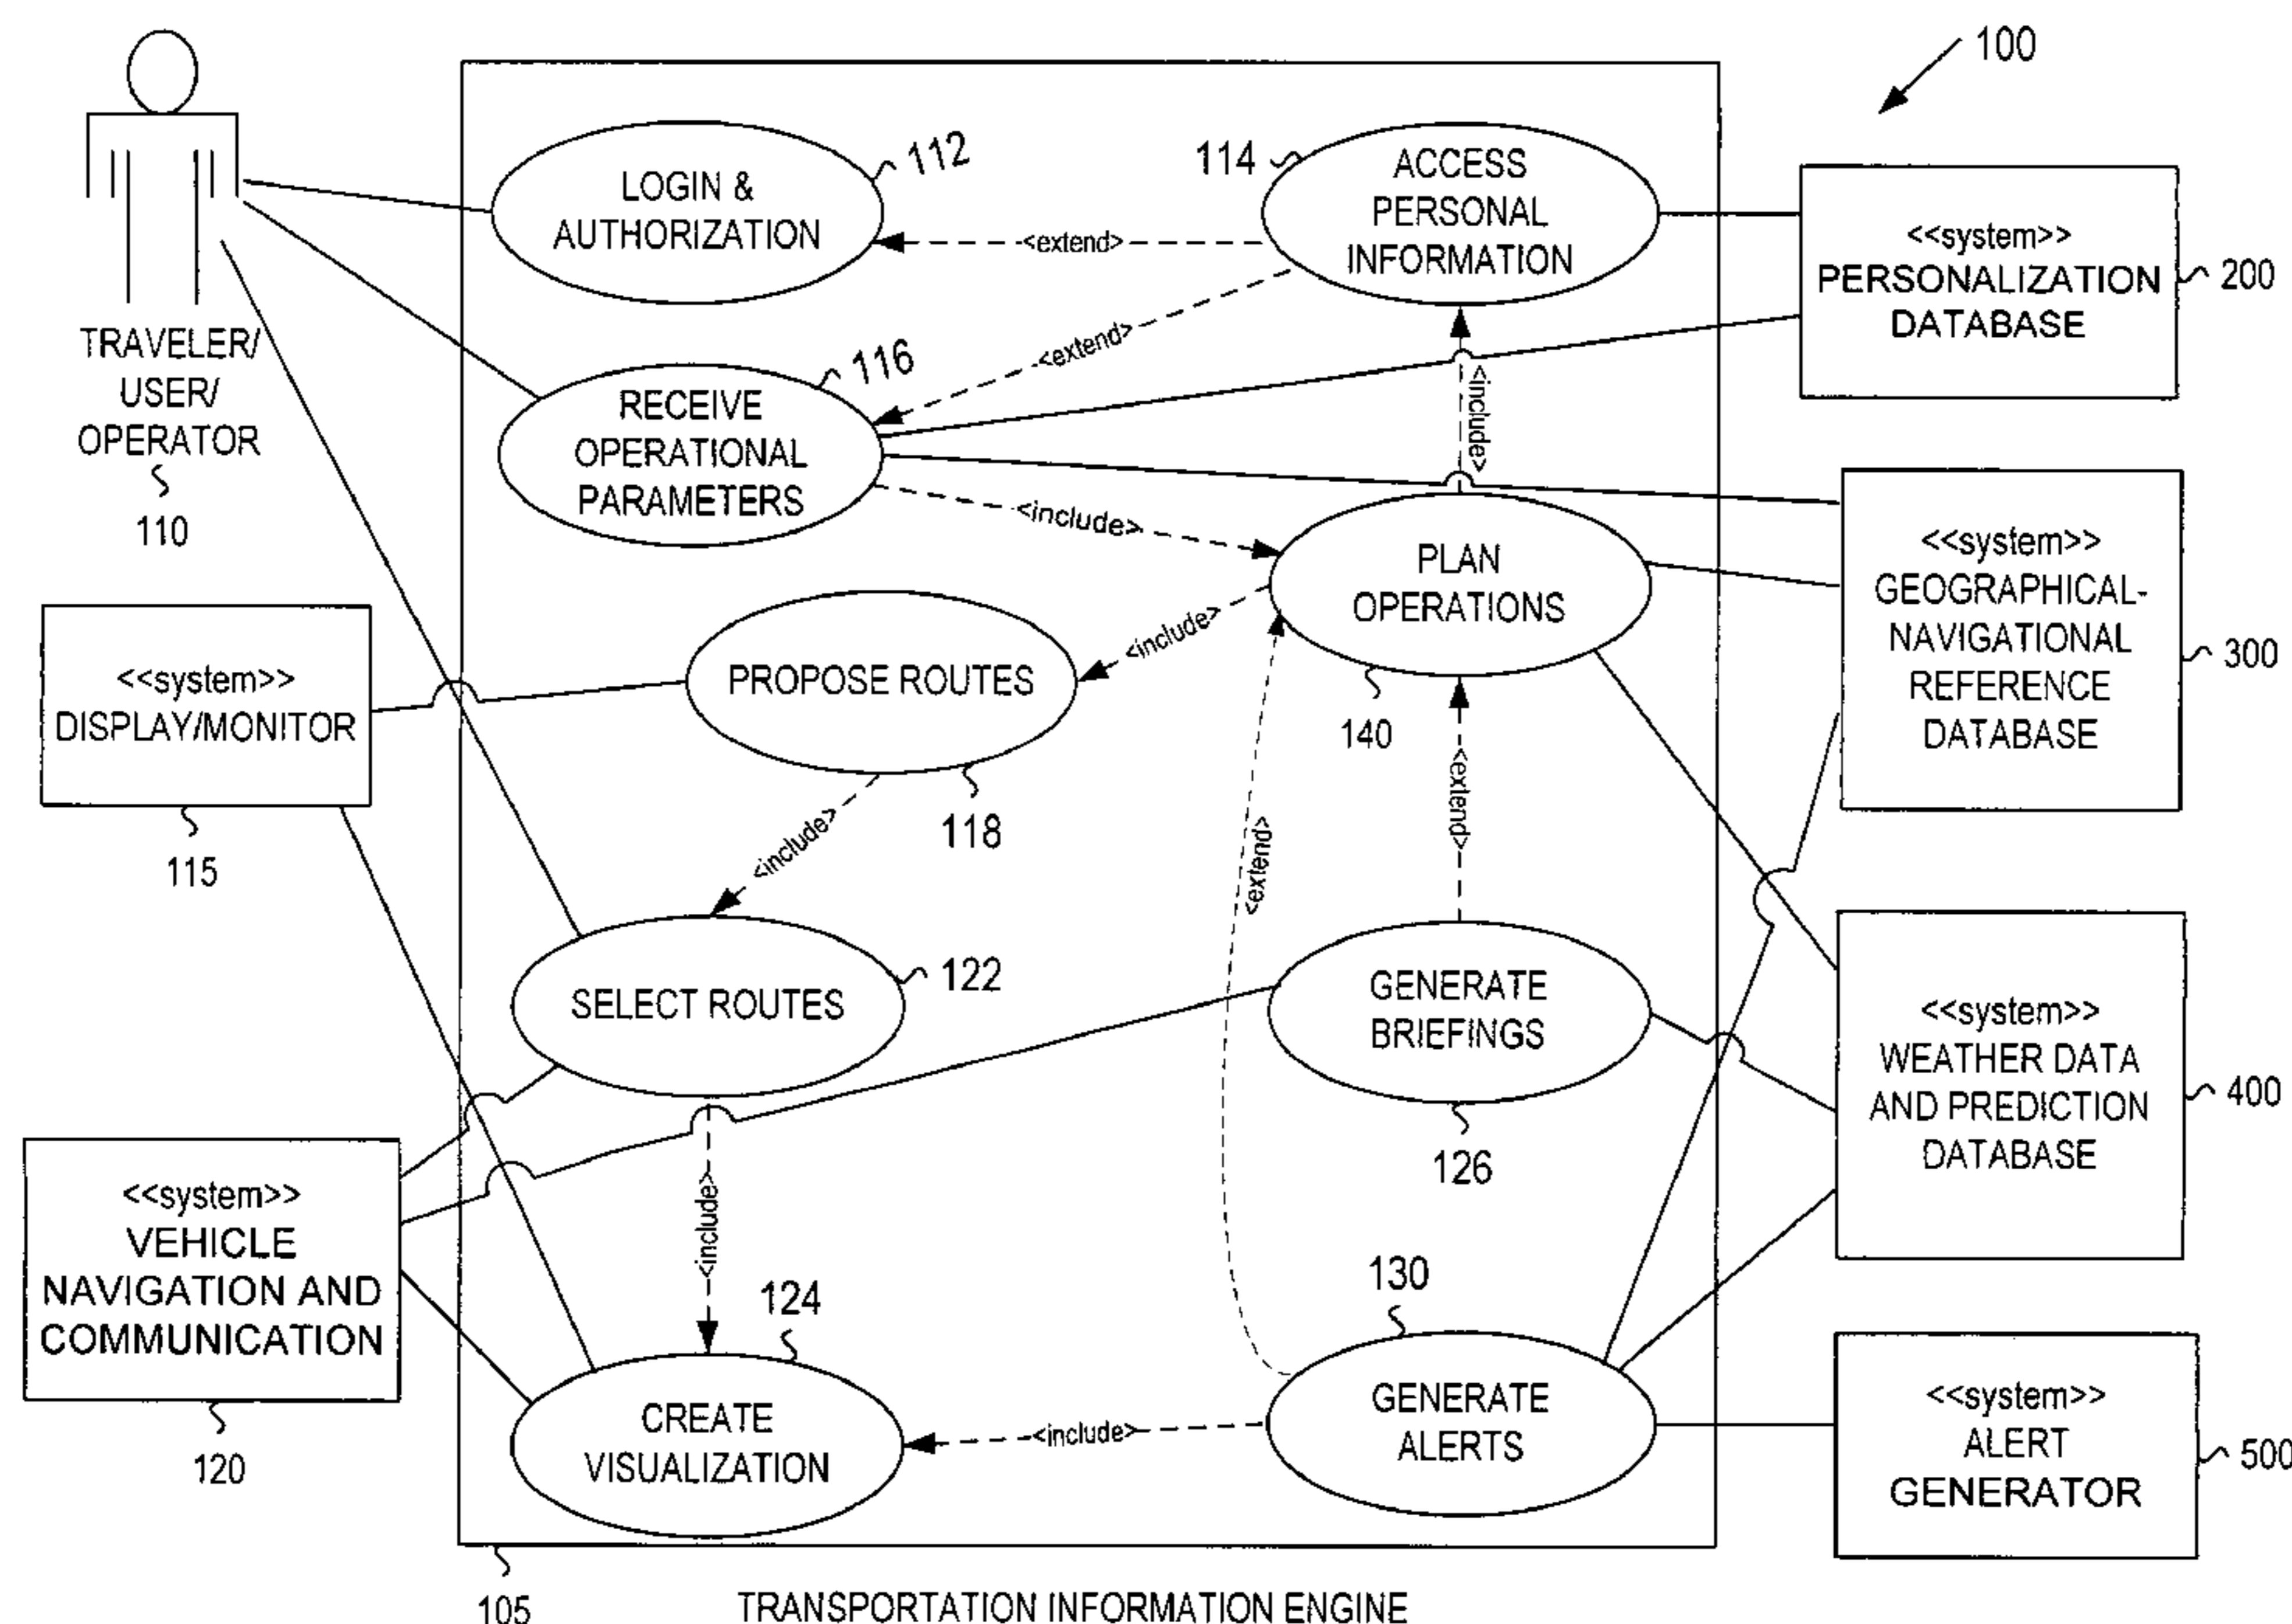 100
TRAVELER/
USER/
OPERATOR
110
LOGIN &
AUTHORIZATION
112
114
ACCESS
PERSONAL
INFORMATION
<extend>
<extend>
<<system>>
PERSONALIZATION
DATABASE
200
RECEIVE
OPERATIONAL
PARAMETERS
116
<include>
<include>
PLAN
OPERATIONS
140
<<system>>
GEOGRAPHICAL-
NAVIGATIONAL
REFERENCE
DATABASE
300
<<system>>
DISPLAY/MONITOR
115
PROPOSE ROUTES
118
<include>
<include>
<extend>
<extend>
SELECT ROUTES
122
GENERATE
BRIEFINGS
126
<<system>>
WEATHER DATA
AND PREDICTION
DATABASE
400
<<system>>
VEHICLE
NAVIGATION AND
COMMUNICATION
120
<include>
124
CREATE
VISUALIZATION
<include>
130
GENERATE
ALERTS
<<system>>
ALERT
GENERATOR
500
105
TRANSPORTATION INFORMATION ENGINE